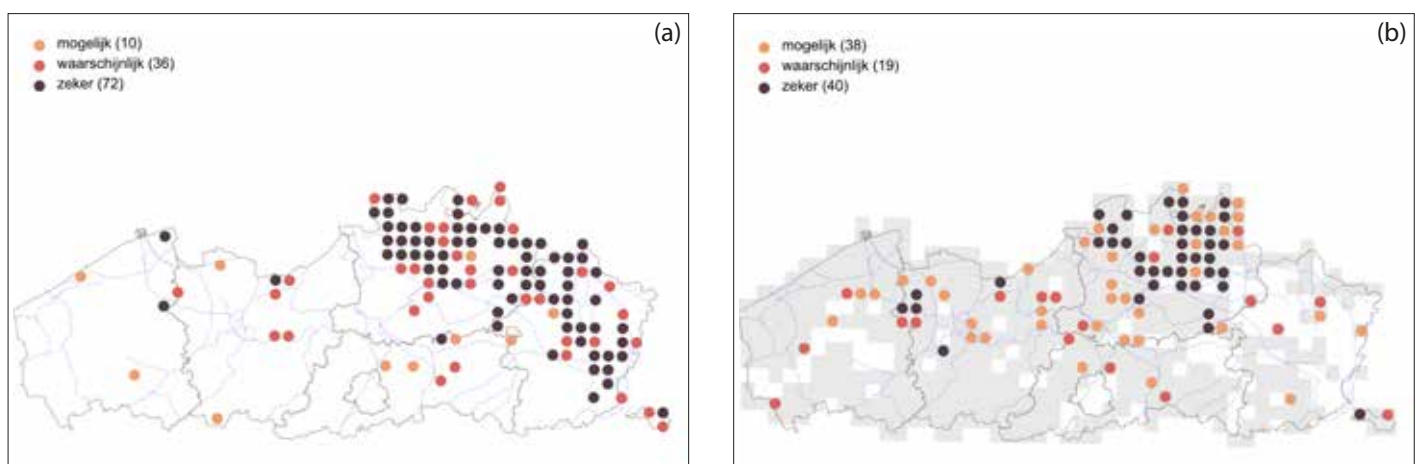 (a)
mogelijk (10)
waarschijnlijk (36)
zeker (72)
(b)
mogelijk (38)
waarschijnlijk (19)
zeker (40)